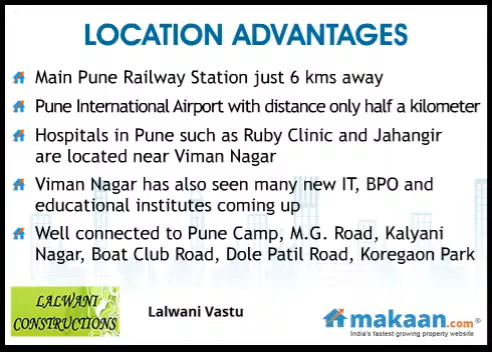 LOCATION ADVANTAGES
Main Pune Railway Station just 6 kms away
Pune International Airport with distance only half a kilometer
Hospitals in Pune such as Ruby Clinic and Jahangir
are located near Viman Nagar
Viman Nagar has also seen many new IT, BPO and
educational institutes coming up
Well connected to Pune Camp, M.G. Road, Kalyani
Nagar, Boat Club Road, Dole Patil Road, Koregaon Park
LALWANI
CONSTRUCTIONS
Lalwani Vastu
makaan.com®
India's fastest growing property website